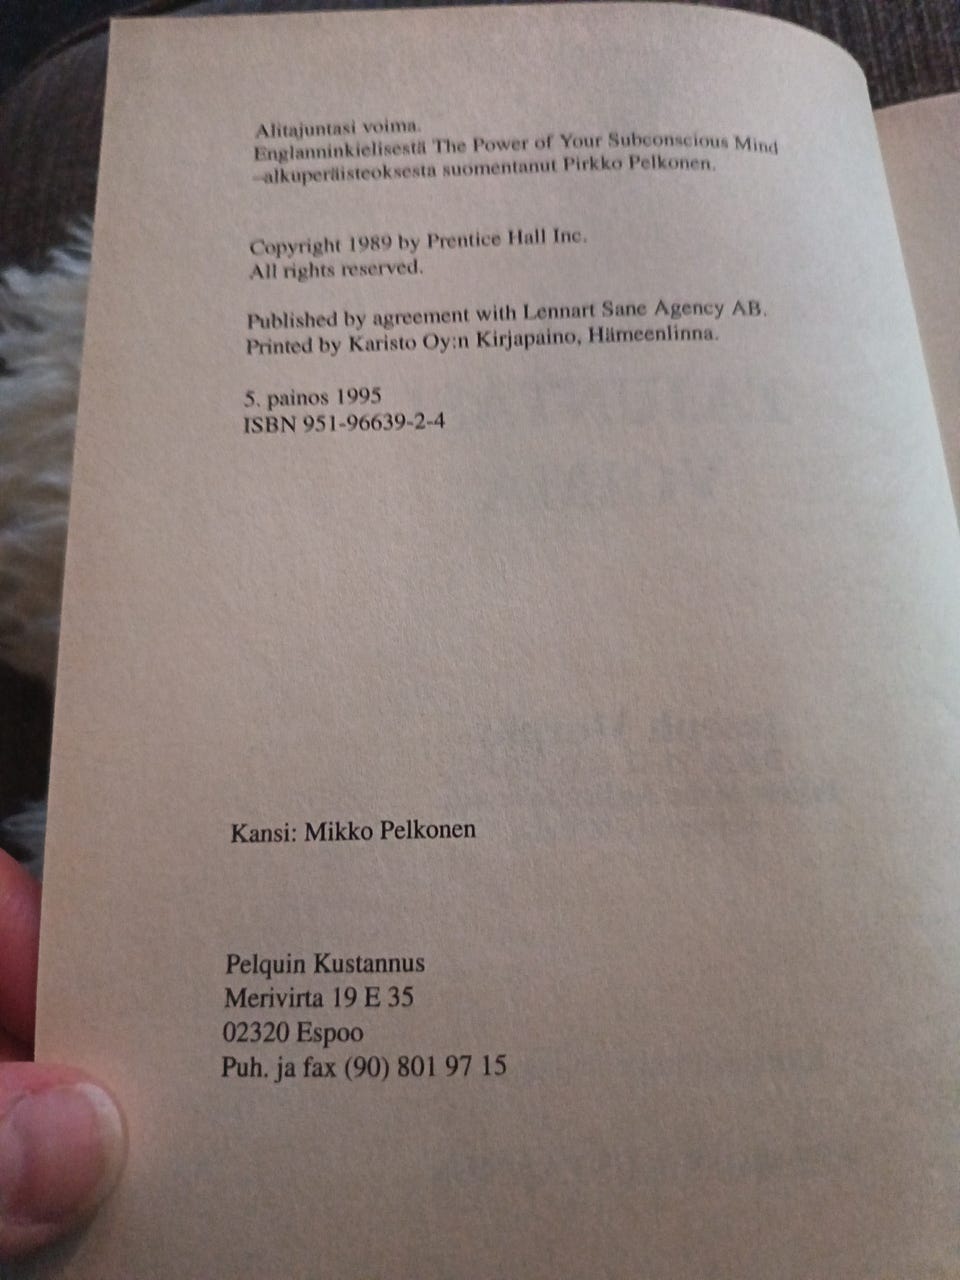 Alitajuntasi voima.
Englanninkielisestä The Power of Your Subconscious Mind
–alkuperäisteoksesta suomentanut Pirkko Pelkonen.
Copyright 1989 by Prentice Hall Inc.
All rights reserved.
Published by agreement with Lennart Sane Agency AB.
Printed by Karisto Oy:n Kirjapaino, Hämeenlinna.
5. painos 1995
ISBN 951-96639-2-4
Kansi: Mikko Pelkonen
Pelquin Kustannus
Merivirta 19 E 35
02320 Espoo
Puh. ja fax (90) 801 97 15